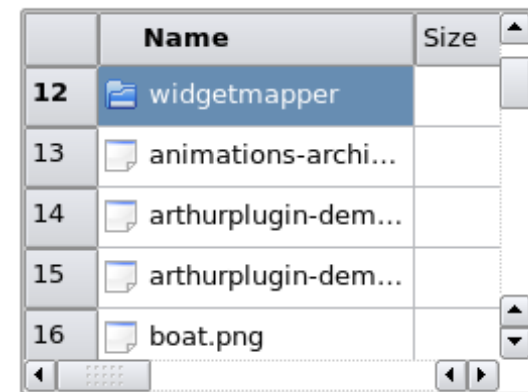 Name Size
12 widgetmapper
13 animations-archi...
14 arthurplugin-dem...
15 arthurplugin-dem...
16 boat.png